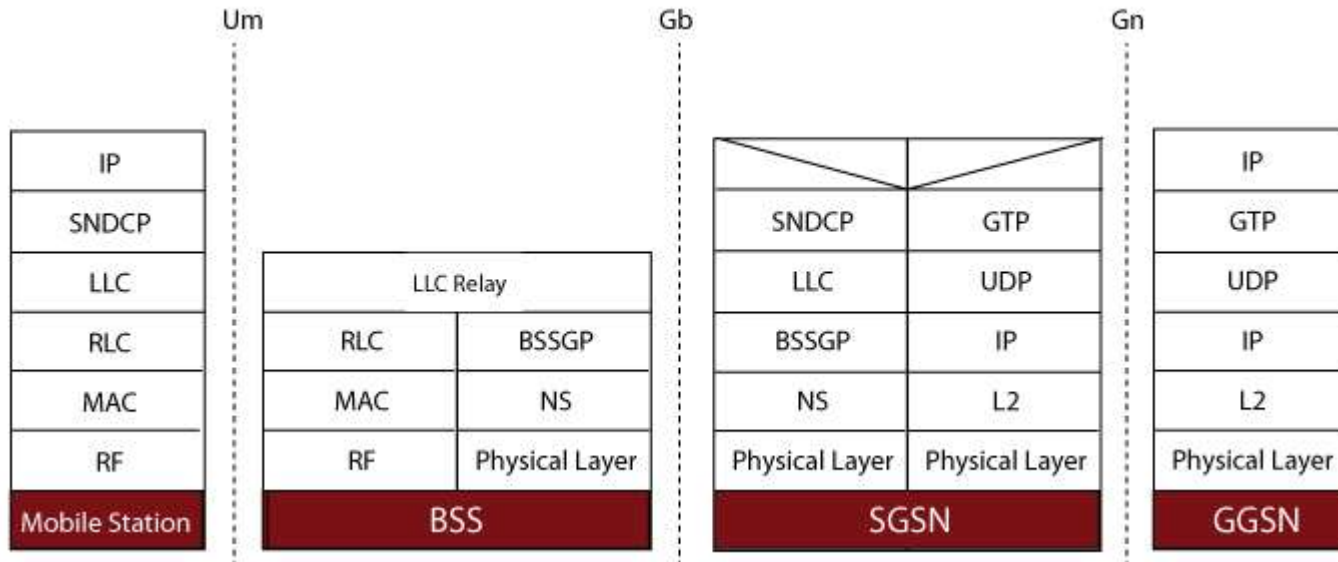 Um
Gb
Gn
IP
SNDCP
LLC
RLC
MAC
RF
Mobile Station
LLC Relay
RLC BSSGP
MAC NS
RF Physical Layer
BSS
SNDCP GTP
LLC UDP
BSSGP IP
NS L2
Physical Layer Physical Layer
SGSN
IP
GTP
UDP
IP
L2
Physical Layer
GGSN